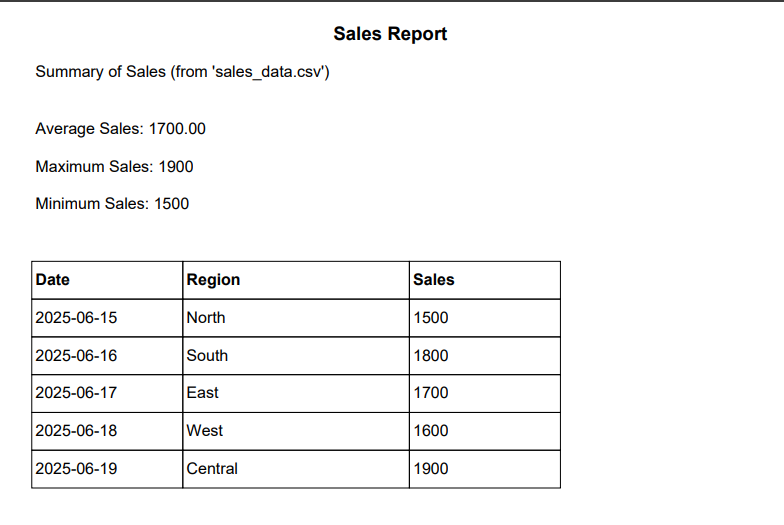 Sales Report
Summary of Sales (from 'sales_data.csv')
Average Sales: 1700.00
Maximum Sales: 1900
Minimum Sales: 1500
Date Region Sales
2025-06-15 North 1500
2025-06-16 South 1800
2025-06-17 East 1700
2025-06-18 West 1600
2025-06-19 Central 1900